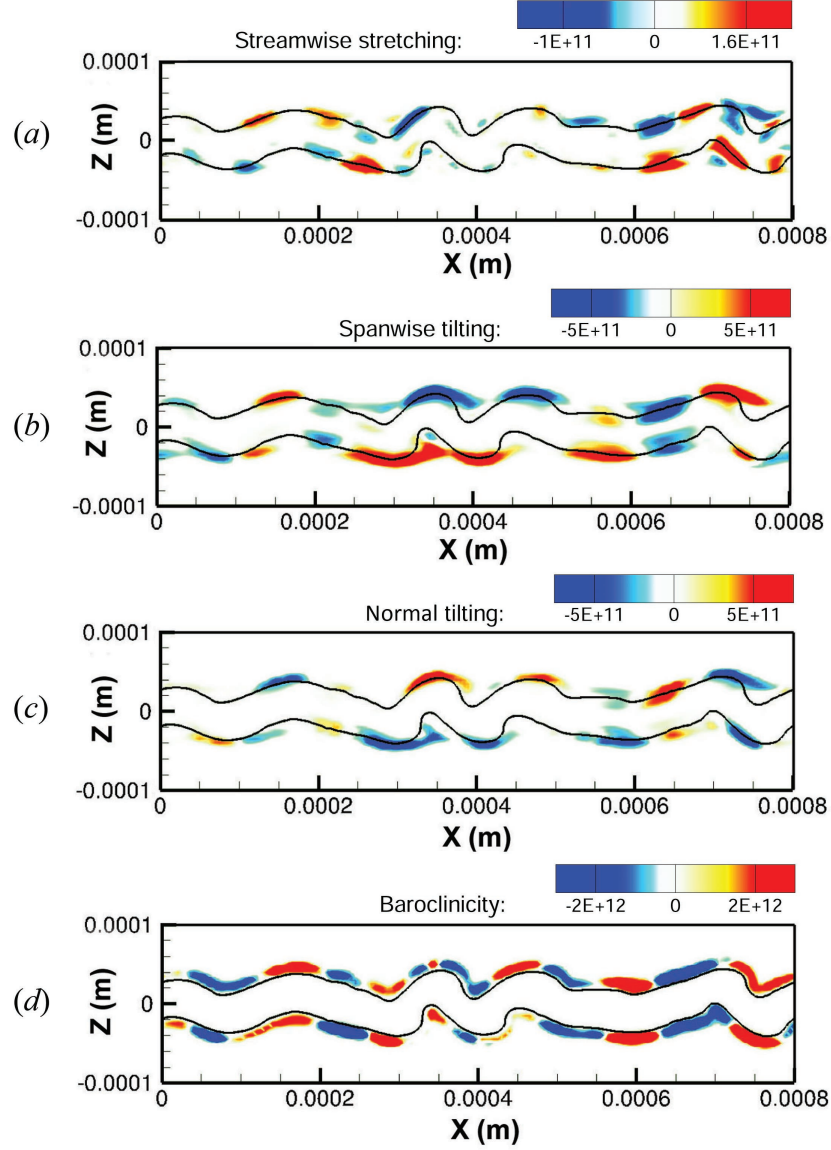 Streamwise stretching:
-1E+11 0 1.6E+11
(a)
Z (m)
0.0001
0
-0.0001
0 0.0002 0.0004 0.0006 0.0008
X (m)
Spanwise tilting:
-5E+11 0 5E+11
(b)
Z (m)
0.0001
0
-0.0001
0 0.0002 0.0004 0.0006 0.0008
X (m)
Normal tilting:
-5E+11 0 5E+11
(c)
Z (m)
0.0001
0
-0.0001
0 0.0002 0.0004 0.0006 0.0008
X (m)
Baroclinicity:
-2E+12 0 2E+12
(d)
Z (m)
0.0001
0
-0.0001
0 0.0002 0.0004 0.0006 0.0008
X (m)